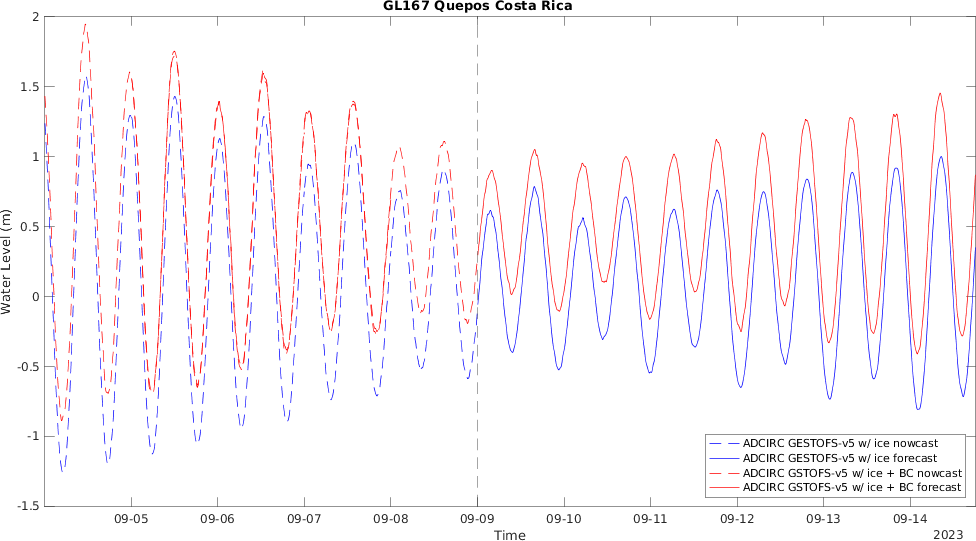 GL167 Quepos Costa Rica
2
1.5
1
0.5
0
-0.5
-1
-1.5
Water Level (m)
09-05 09-06 09-07 09-08 09-09 09-10 09-11 09-12 09-13 09-14
Time
2023
ADCIRC GESTOFS-v5 w/ ice nowcast
ADCIRC GESTOFS-v5 w/ ice forecast
ADCIRC GSTOFS-v5 w/ ice + BC nowcast
ADCIRC GSTOFS-v5 w/ ice + BC forecast